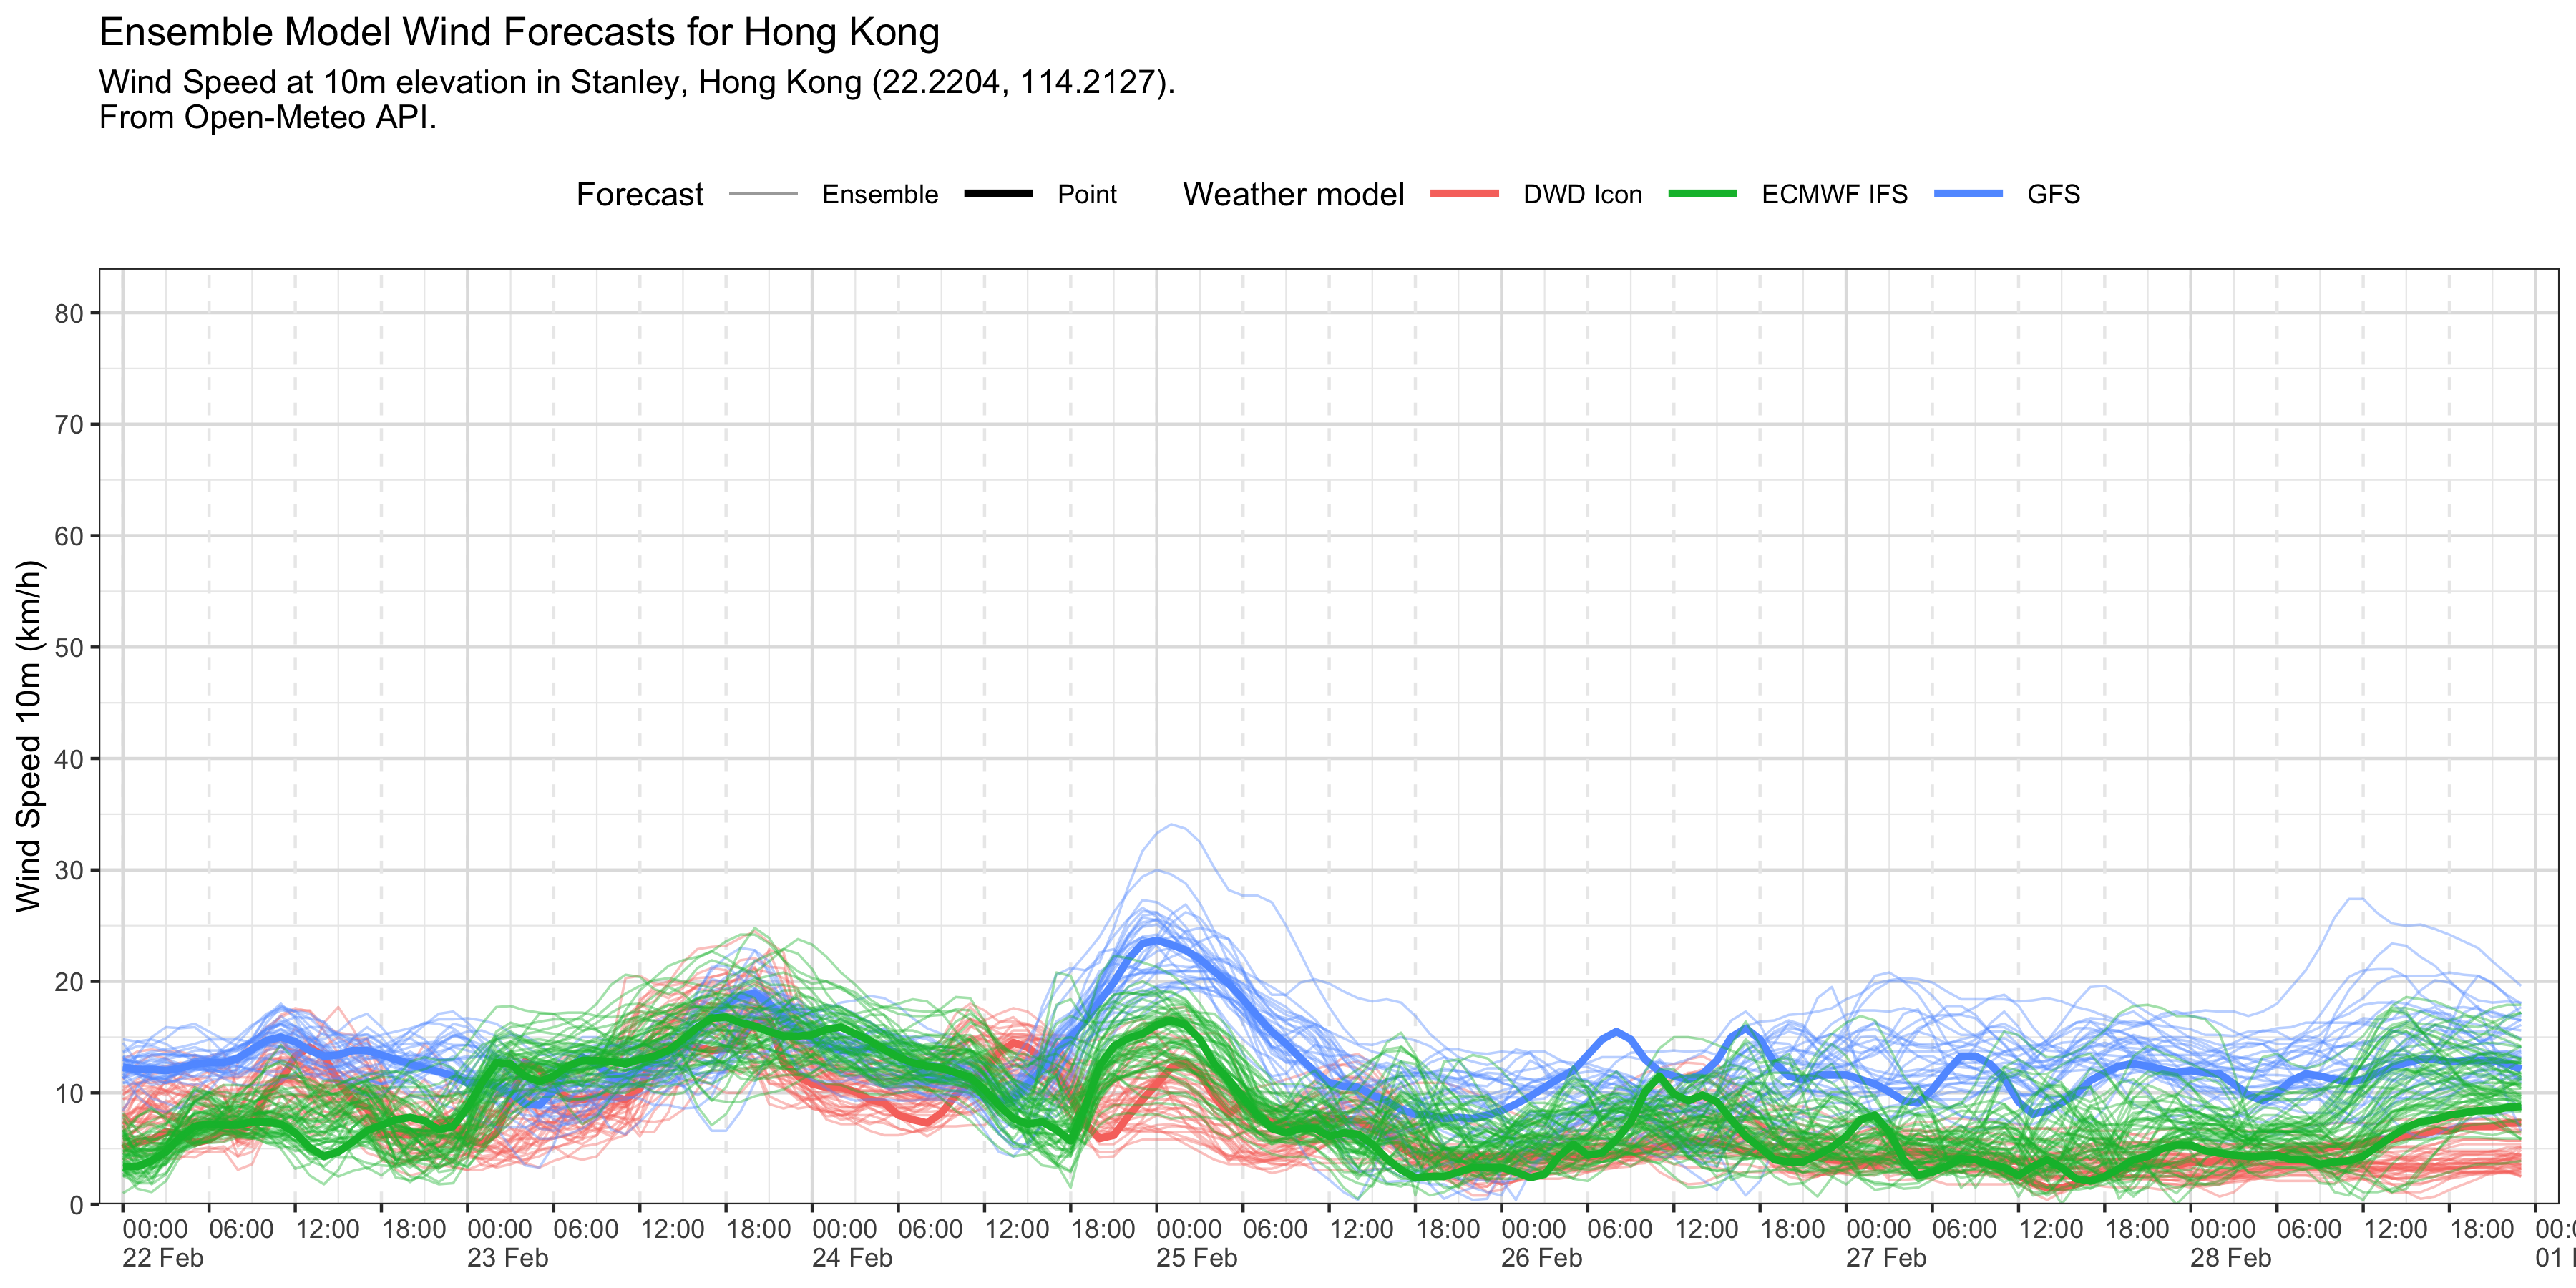 Ensemble Model Wind Forecasts for Hong Kong
Wind Speed at 10m elevation in Stanley, Hong Kong (22.2204, 114.2127).
From Open-Meteo API.
Forecast Ensemble Point Weather model DWD Icon ECMWF IFS GFS
Wind Speed 10m (km/h)
80
70
60
50
40
30
20
10
0
00:00 06:00 12:00 18:00 00:00 06:00 12:00 18:00 00:00 06:00 12:00 18:00 00:00 06:00 12:00 18:00 00:00 06:00 12:00 18:00 00:00 06:00 12:00 18:00 00:00 06:00 12:00 18:00
22 Feb 23 Feb 24 Feb 25 Feb 26 Feb 27 Feb 28 Feb 01